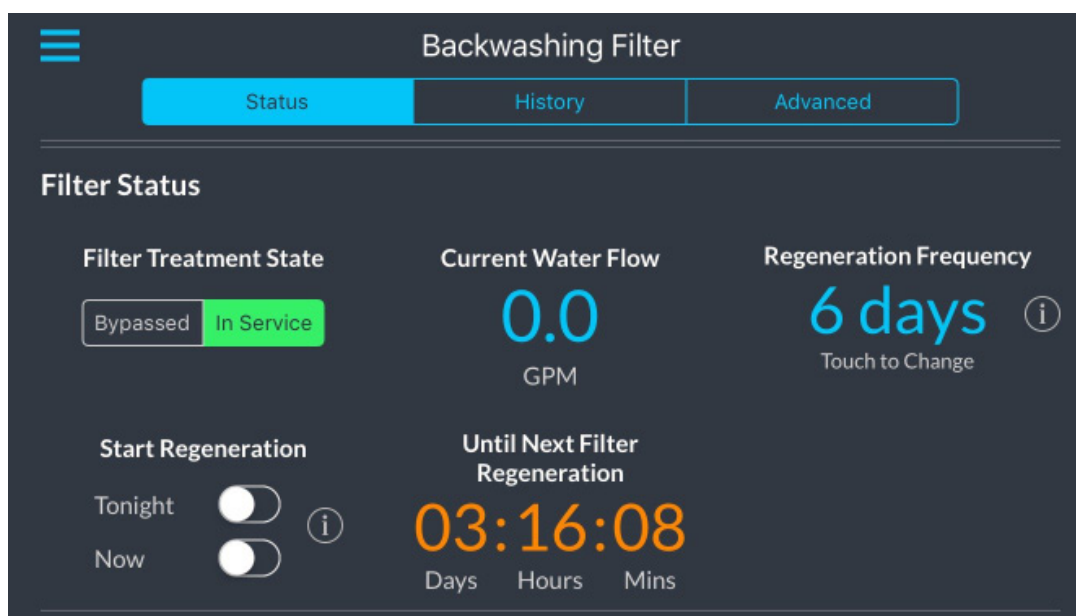 Backwashing Filter
Status History Advanced
Filter Status
Filter Treatment State
Bypassed In Service
Current Water Flow
0.0
GPM
Regeneration Frequency
6 days i
Touch to Change
Start Regeneration
Tonight
Now
i
Until Next Filter
Regeneration
03:16:08
Days Hours Mins